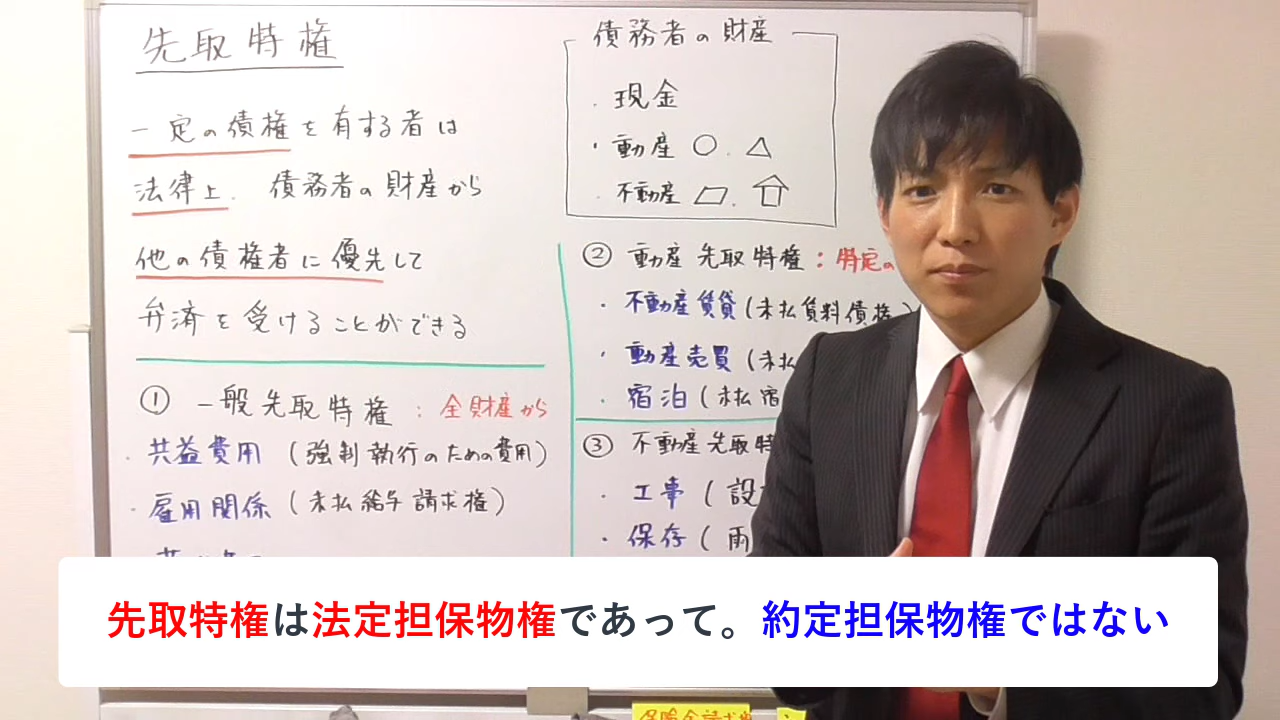 先取特権
一定の債権を有する者は
法律上、債務者の財産から
他の債権者に優先して
弁済を受けることができる
① 一般先取特権：全財産から
・共益費用（強制執行のための費用）
・雇用関係（未払給与請求権）
債務者の財産
・現金
・動産 ○、△
・不動産
② 動産先取特権：特定の
・不動産賃貸（未払賃料債権）
・動産売買（未払
・宿泊（未払宿
③ 不動産先取特
・工事（設
・保存（雨
先取特権は法定担保物権であって。約定担保物権ではない